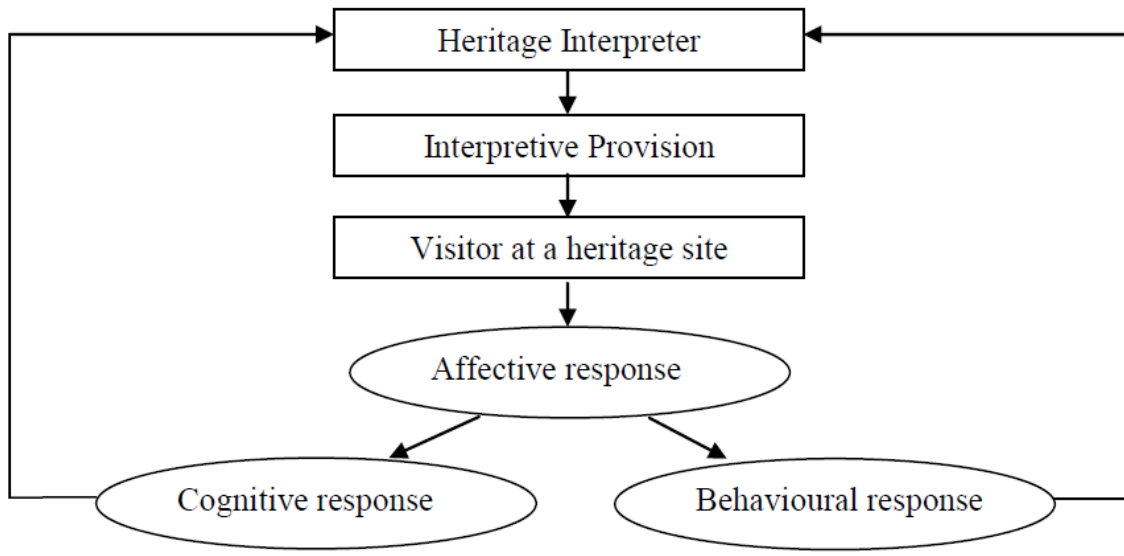 Heritage Interpreter
Interpretive Provision
Visitor at a heritage site
Affective response
Cognitive response
Behavioural response